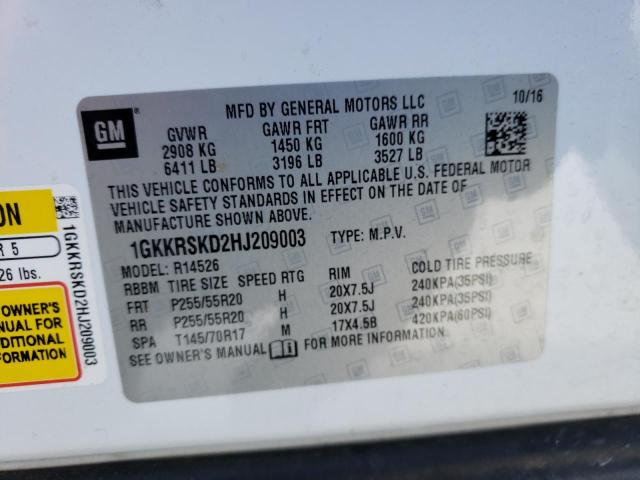 GM
MFD BY GENERAL MOTORS LLC 10/16
GVWR GAWR FRT GAWR RR
2908 KG 1450 KG 1600 KG
6411 LB 3196 LB 3527 LB
THIS VEHICLE CONFORMS TO ALL APPLICABLE U.S. FEDERAL MOTOR
VEHICLE SAFETY STANDARDS IN EFFECT ON THE DATE OF
MANUFACTURE SHOWN ABOVE.
1GKKRSKD2HJ209003 TYPE: M.P.V.
MODEL: R14526
RBBM TIRE SIZE SPEED RTG RIM COLD TIRE PRESSURE
FRT P255/55R20 H 20X7.5J 240KPA(35PSI)
RR P255/55R20 H 20X7.5J 240KPA(35PSI)
SPA T145/70R17 M 17X4.5B 420KPA(60PSI)
SEE OWNER'S MANUAL FOR ADDITIONAL INFORMATION.
ON
R 5
26 lbs.
OWNER'S
MANUAL FOR
ADDITIONAL
1GKKRSKD2HJ209003